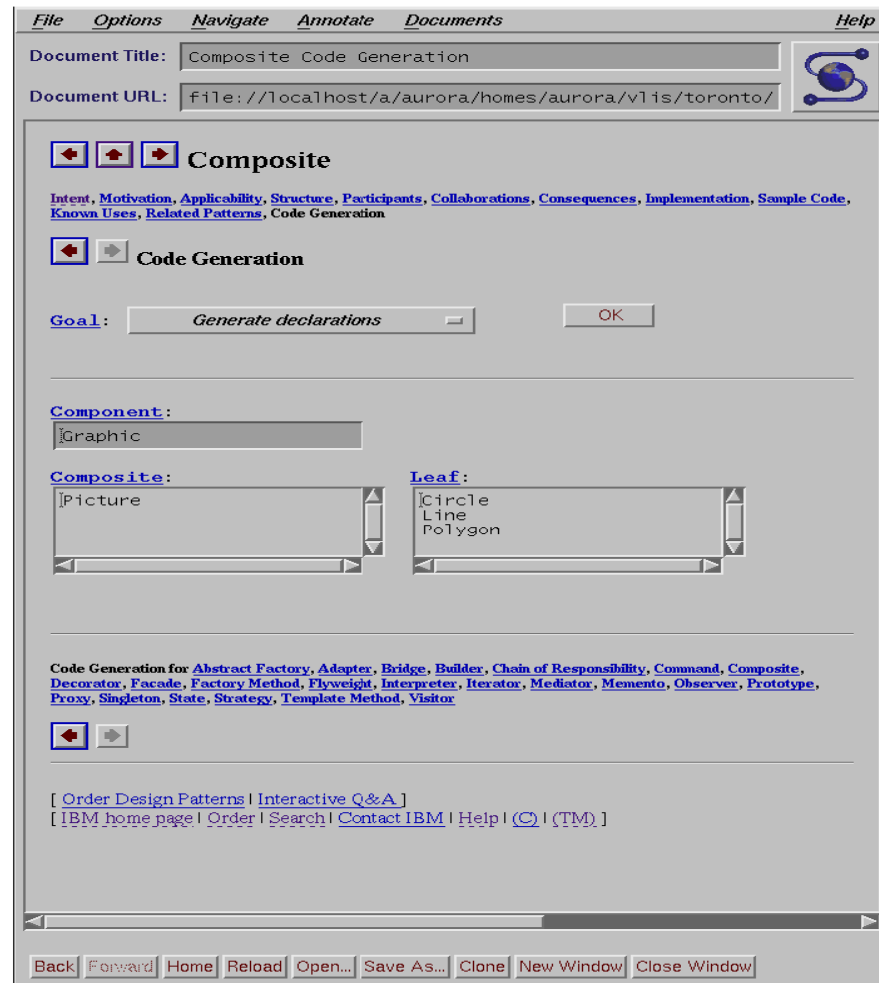 File Options Navigate Annotate Documents Help
Document Title: Composite Code Generation
Document URL: file://localhost/a/aurora/homes/aurora/vlis/toronto/
Composite
Intent, Motivation, Applicability, Structure, Participants, Collaborations, Consequences, Implementation, Sample Code,
Known Uses, Related Patterns, Code Generation
Code Generation
Goal: Generate declarations OK
Component:
Graphic
Composite: Leaf:
Picture Circle
Line
Polygon
Code Generation for Abstract Factory, Adapter, Bridge, Builder, Chain of Responsibility, Command, Composite,
Decorator, Facade, Factory Method, Flyweight, Interpreter, Iterator, Mediator, Memento, Observer, Prototype,
Proxy, Singleton, State, Strategy, Template Method, Visitor
[ Order Design Patterns | Interactive Q&A ]
[ IBM home page | Order | Search | Contact IBM | Help | (C) | (TM) ]
Back Forward Home Reload Open... Save As... Clone New Window Close Window